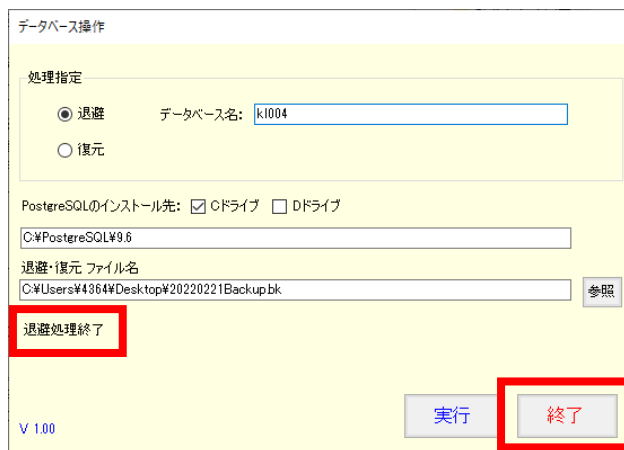 データベース操作
処理指定
退避 データベース名: kl004
復元
PostgreSQLのインストール先: Cドライブ Dドライブ
C:¥PostgreSQL¥9.6
退避・復元 ファイル名
C:¥Users¥4364¥Desktop¥20220221Backup.bk 参照
退避処理終了
実行 終了
V 1.00